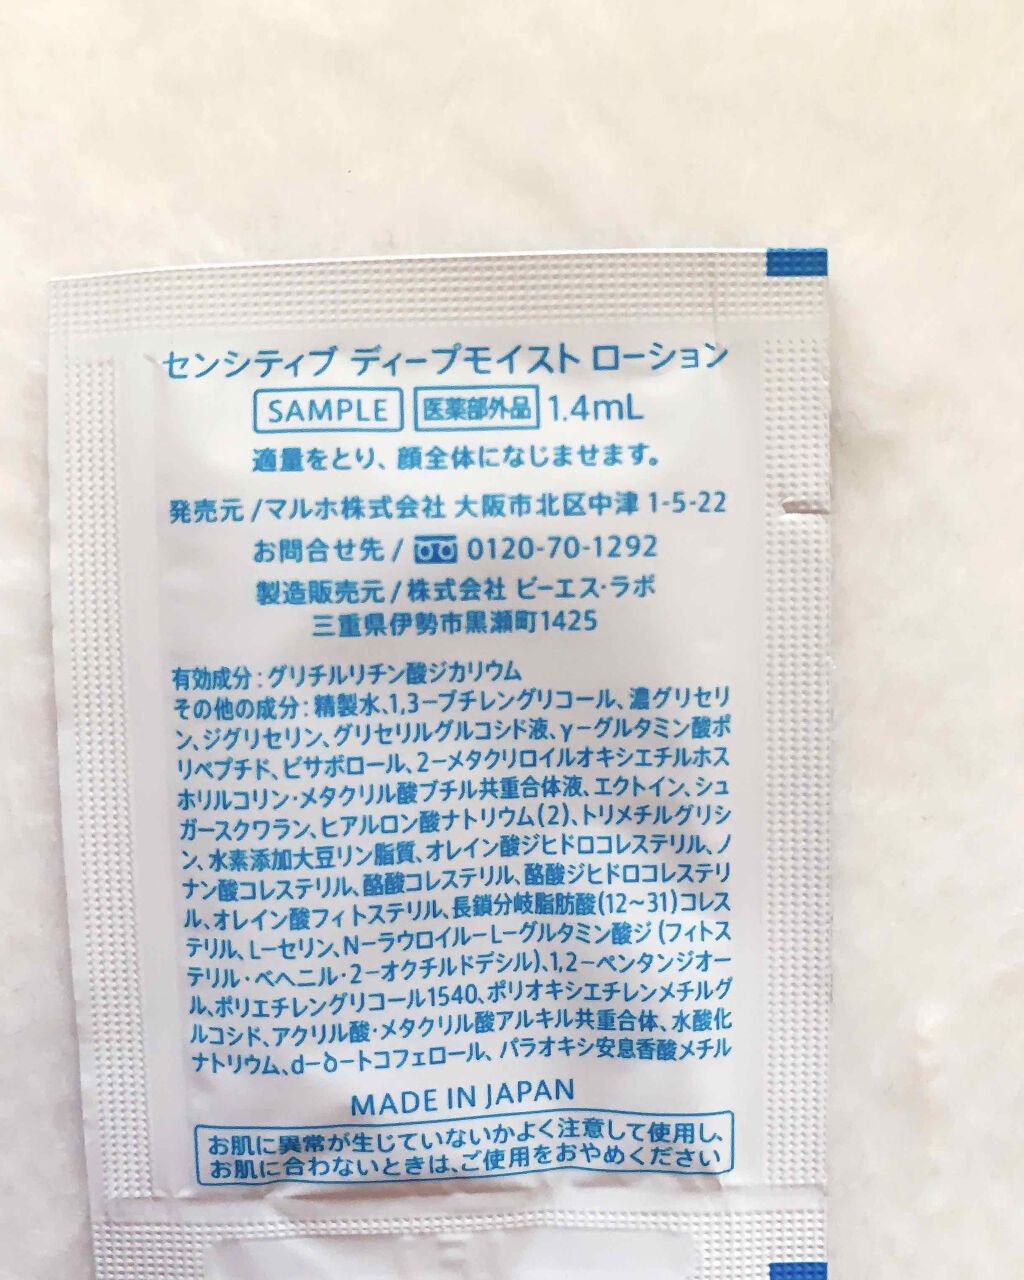 センシティブ ディープモイスト ローション
SAMPLE 医薬部外品 1.4mL
適量をとり、顔全体になじませます。
発売元/マルホ株式会社 大阪市北区中津 1-5-22
お問合せ先/ 0120-70-1292
製造販売元/株式会社 ビーエス・ラボ
三重県伊勢市黒瀬町1425
有効成分:グリチルリチン酸ジカリウム
その他の成分:精製水、1,3−ブチレングリコール、濃グリセリ
ン、ジグリセリン、グリセリルグルコシド液、γ−グルタミン酸ポ
リペプチド、ビサボロール、2−メタクリロイルオキシエチルホス
ホリルコリン・メタクリル酸ブチル共重合体液、エクトイン、シュ
ガースクワラン、ヒアルロン酸ナトリウム(2)、トリメチルグリシ
ン、水素添加大豆リン脂質、オレイン酸ジヒドロコレステリル、ノ
ナン酸コレステリル、酪酸コレステリル、酪酸ジヒドロコレステリ
ル、オレイン酸フィトステリル、長鎖分岐脂肪酸(12〜31)コレス
テリル、L−セリン、N−ラウロイル−L−グルタミン酸ジ(フィトス
テリル・ベヘニル・2−オクチルドデシル)、1,2−ペンタンジオー
ル、ポリエチレングリコール1540、ポリオキシエチレンメチルグ
ルコシド、アクリル酸・メタクリル酸アルキル共重合体、水酸化
ナトリウム、d−δ−トコフェロール、パラオキシ安息香酸メチル
MADE IN JAPAN
お肌に異常が生じていないかよく注意して使用し、
お肌に合わないときは、ご使用をおやめください